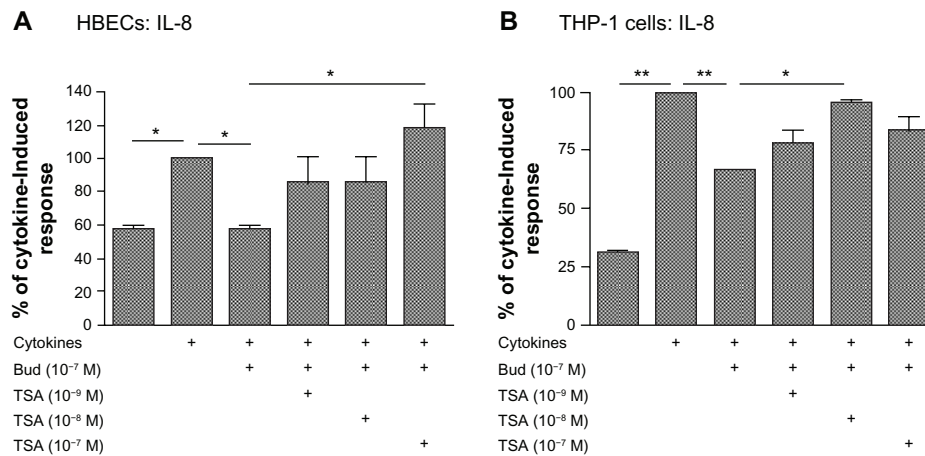 A HBECs: IL-8
*
*
*
% of cytokine-Induced
response
140
120
100
80
60
40
20
0
Cytokines + + + + +
Bud (10⁻⁷ M) + + + +
TSA (10⁻⁹ M) +
TSA (10⁻⁸ M) +
TSA (10⁻⁷ M) +
B THP-1 cells: IL-8
** ** *
% of cytokine-Induced
response
100
75
50
25
0
Cytokines + + + + +
Bud (10⁻⁷ M) + + + +
TSA (10⁻⁹ M) +
TSA (10⁻⁸ M) +
TSA (10⁻⁷ M) +